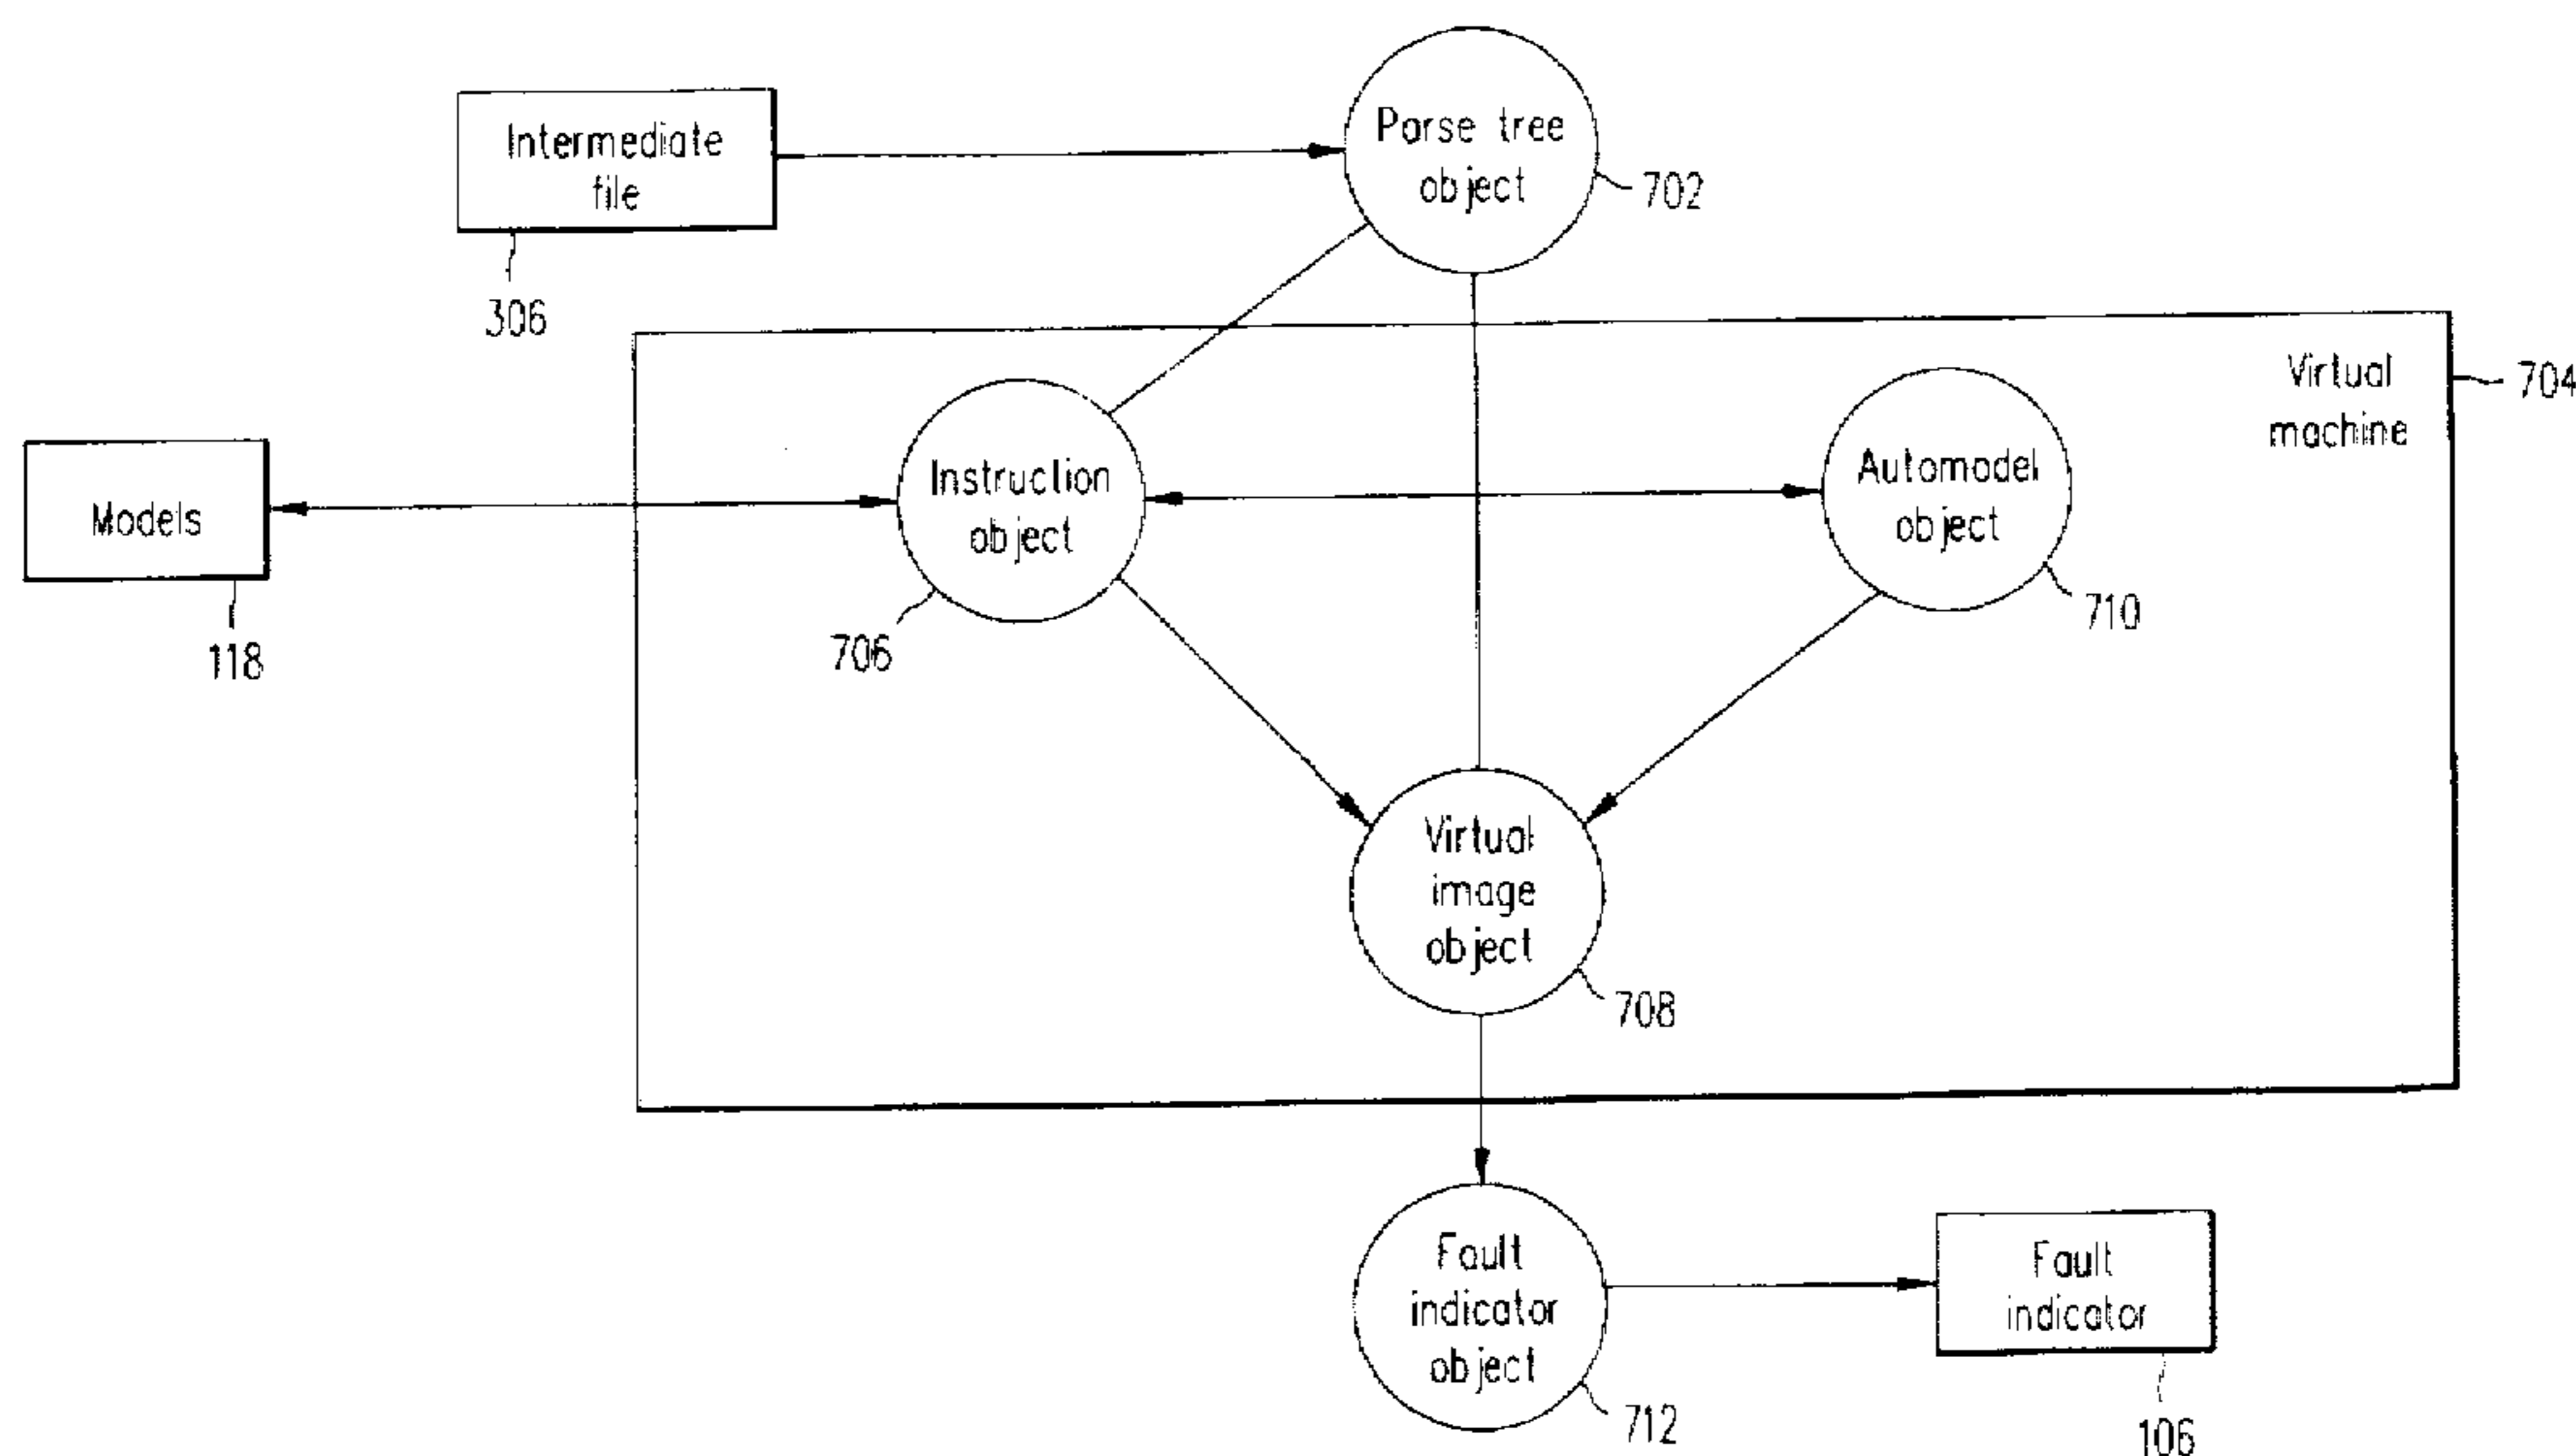 Parse tree
object
702
Intermediate
file
306
Virtual
machine
704
Instruction
object
706
Automodel
object
710
Models
118
Virtual
image
object
708
Fault
indicator
object
712
Fault
indicator
106